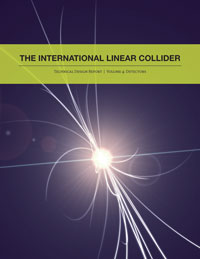 THE INTERNATIONAL LINEAR COLLIDER
TECHNICAL DESIGN REPORT | VOLUME 4: DETECTORS